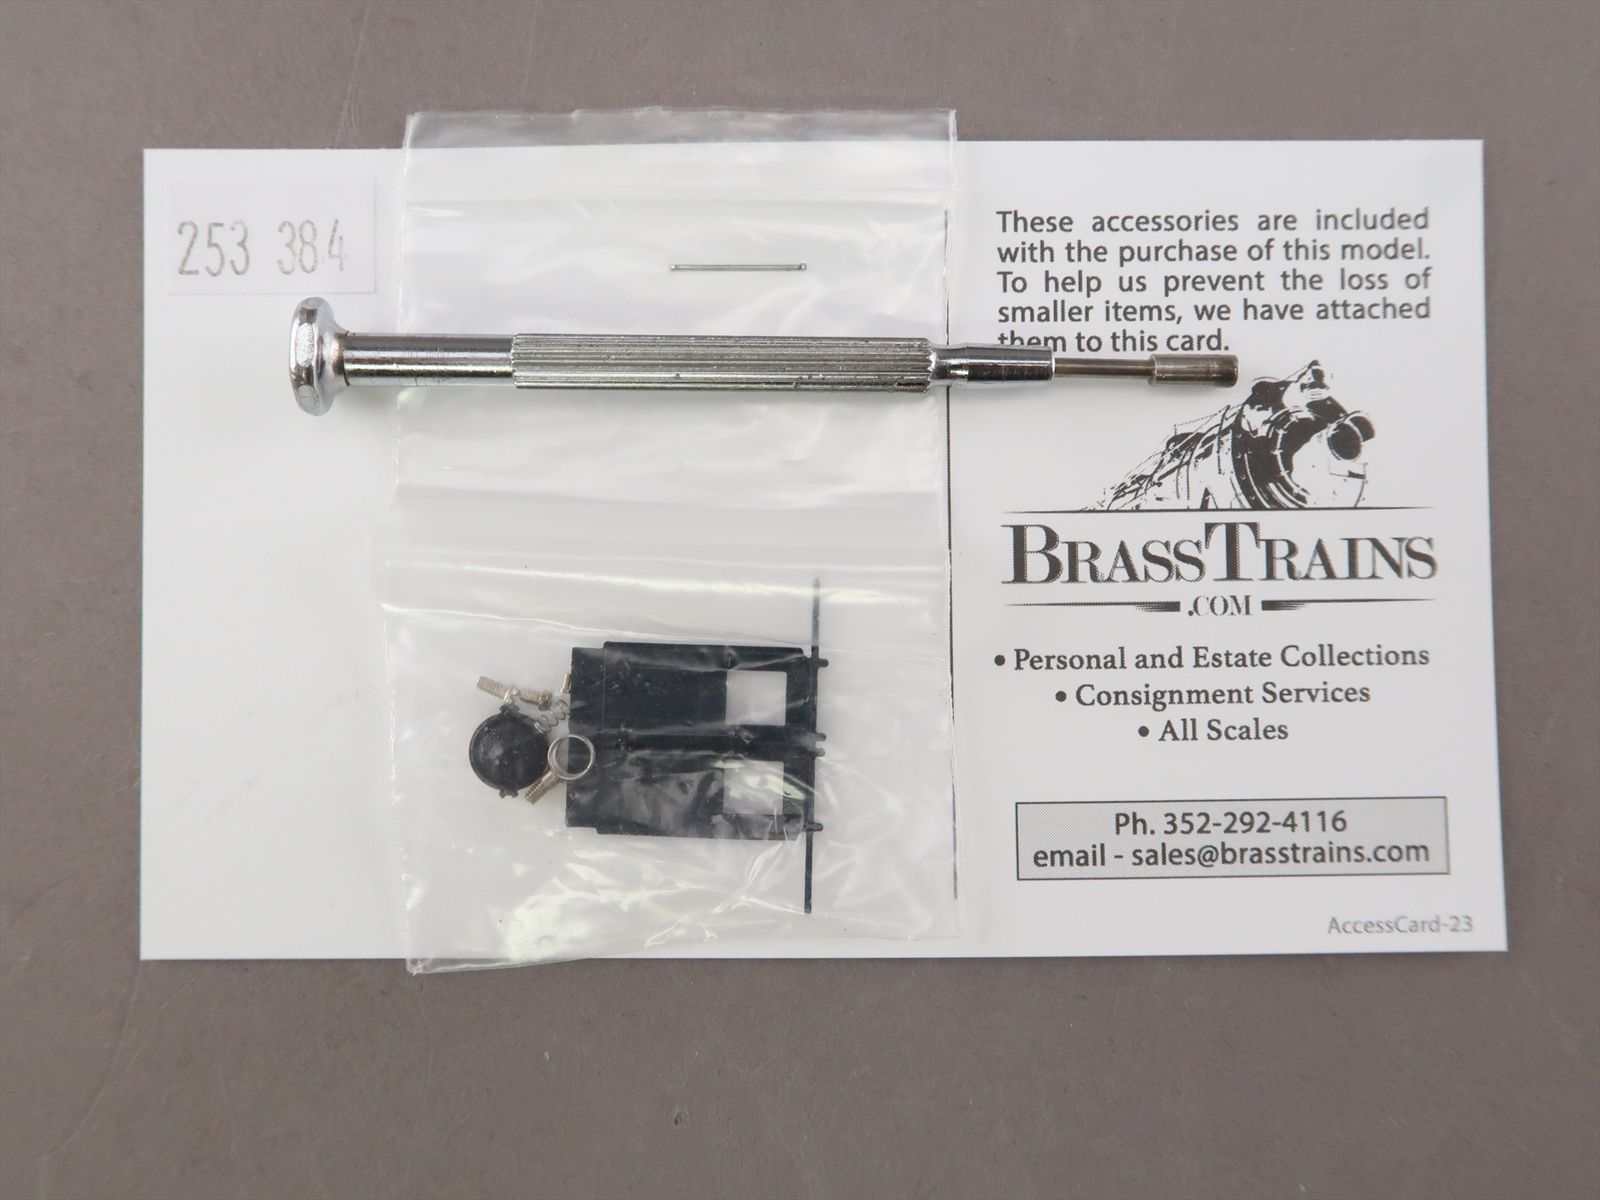 253 384
These accessories are included
with the purchase of this model.
To help us prevent the loss of
smaller items, we have attached
them to this card.
BRASSTRAINS
.COM
• Personal and Estate Collections
• Consignment Services
• All Scales
Ph. 352-292-4116
email - sales@brasstrains.com
AccessCard-23